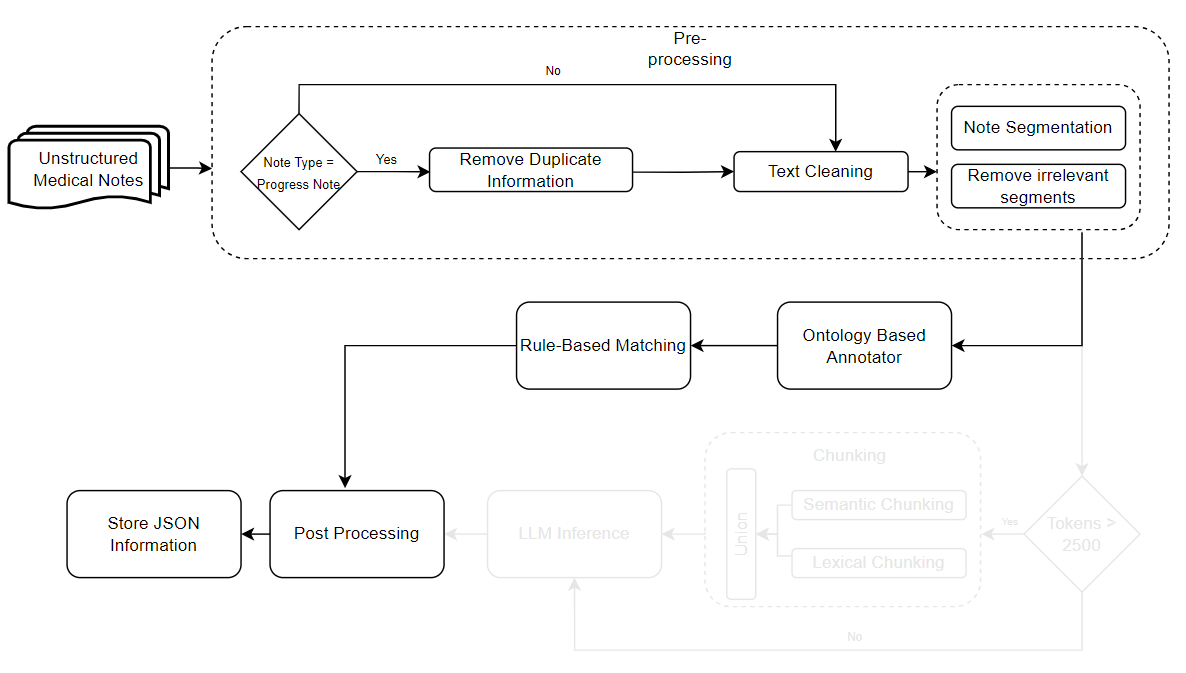 Pre-
processing
No
Unstructured
Medical Notes
Note Type =
Progress Note
Yes
Remove Duplicate
Information
Text Cleaning
Note Segmentation
Remove irrelevant
segments
Rule-Based Matching
Ontology Based
Annotator
Chunking
Store JSON
Information
Post Processing
LLM Inference
Union
Semantic Chunking
Lexical Chunking
Yes
Tokens >
2500
No